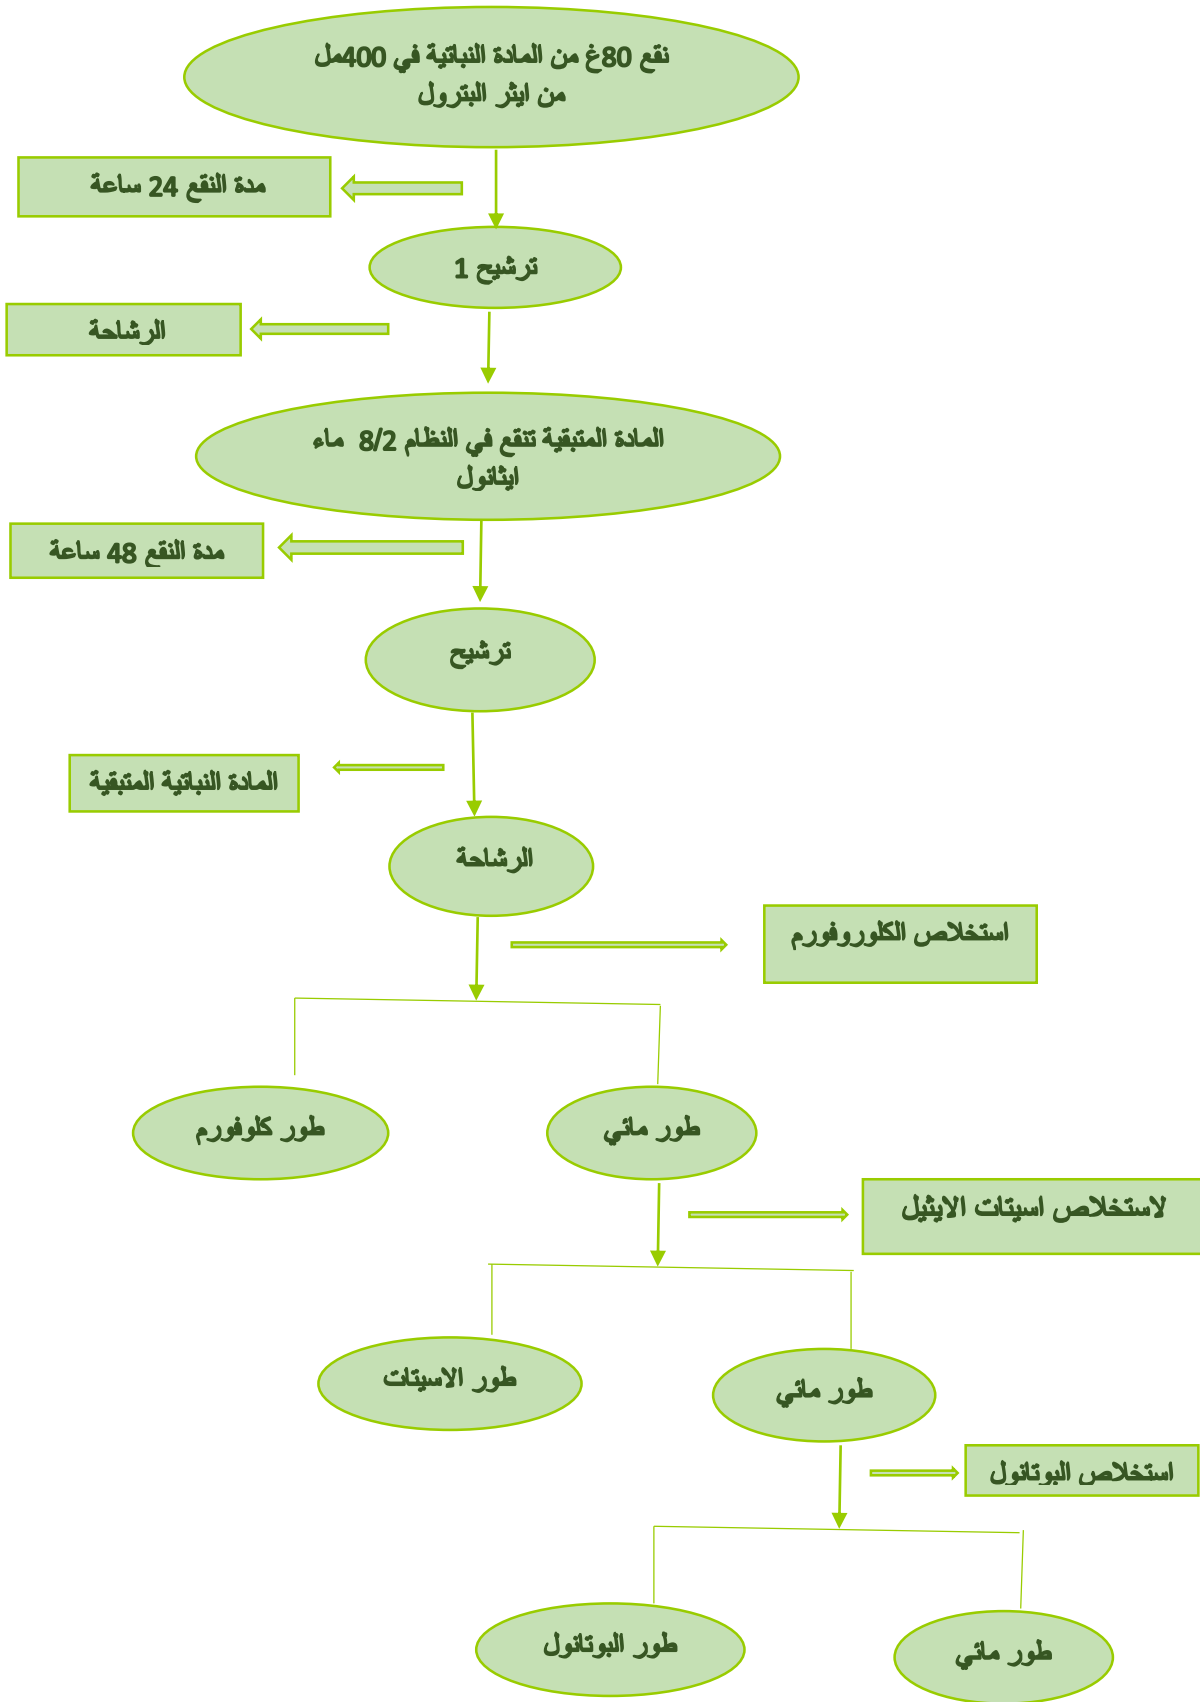 نقع 80غ من المادة النباتية في 400مل
من ايثر البترول
مدة النقع 24 ساعة
ترشيح 1
الرشاحة
المادة المتبقية تنقع في النظام 8/2 ماء
ايثانول
مدة النقع 48 ساعة
ترشيح
المادة النباتية المتبقية
الرشاحة
استخلاص الكلوروفورم
طور مائي
طور كلوفورم
لاستخلاص اسيتات الايثيل
طور الاسيتات
طور مائي
استخلاص البوتانول
طور البوتانول
طور مائي